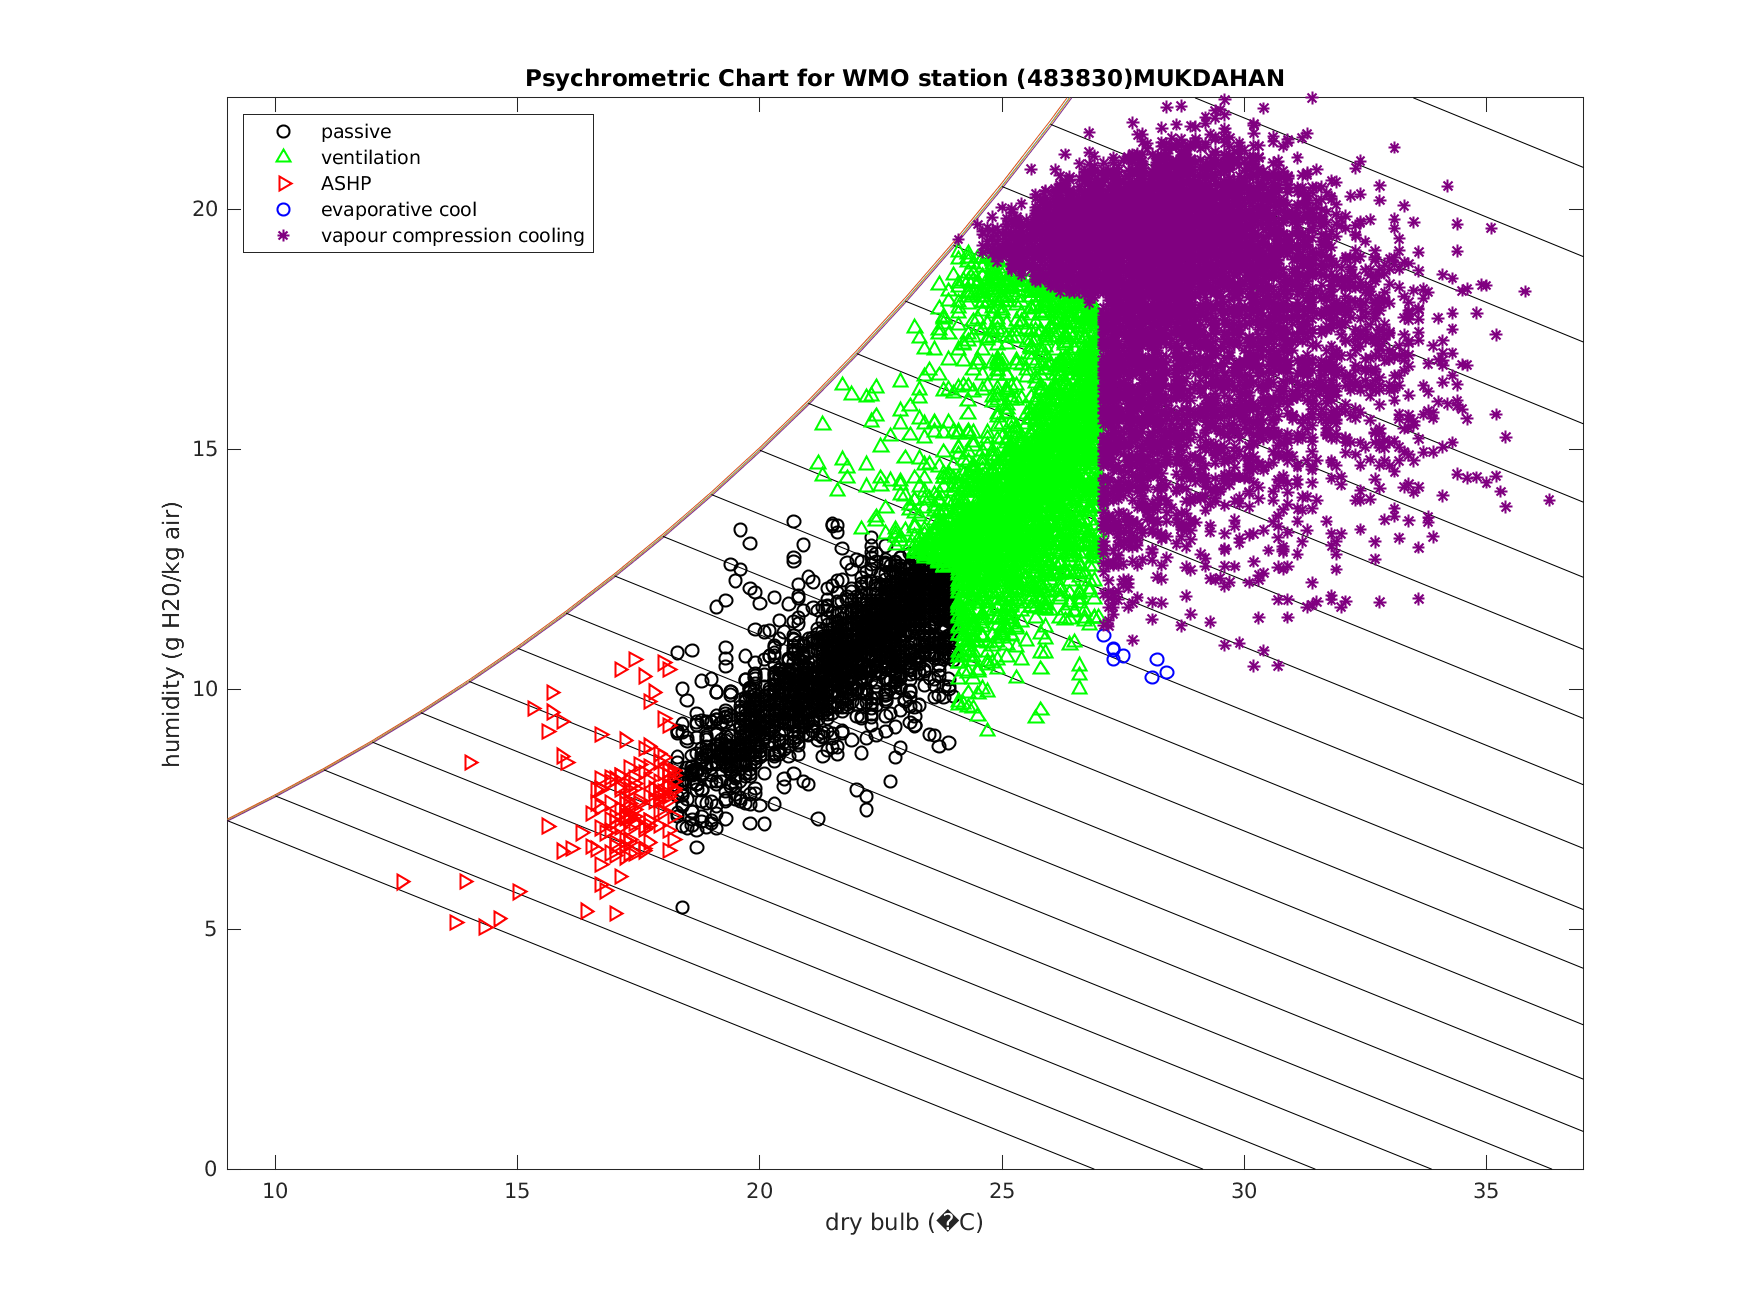 Psychrometric Chart for WMO station (483830)MUKDAHAN
passive
ventilation
ASHP
evaporative cool
vapour compression cooling
humidity (g H20/kg air)
20
15
10
5
0
10
15
20
25
30
35
dry bulb (�C)